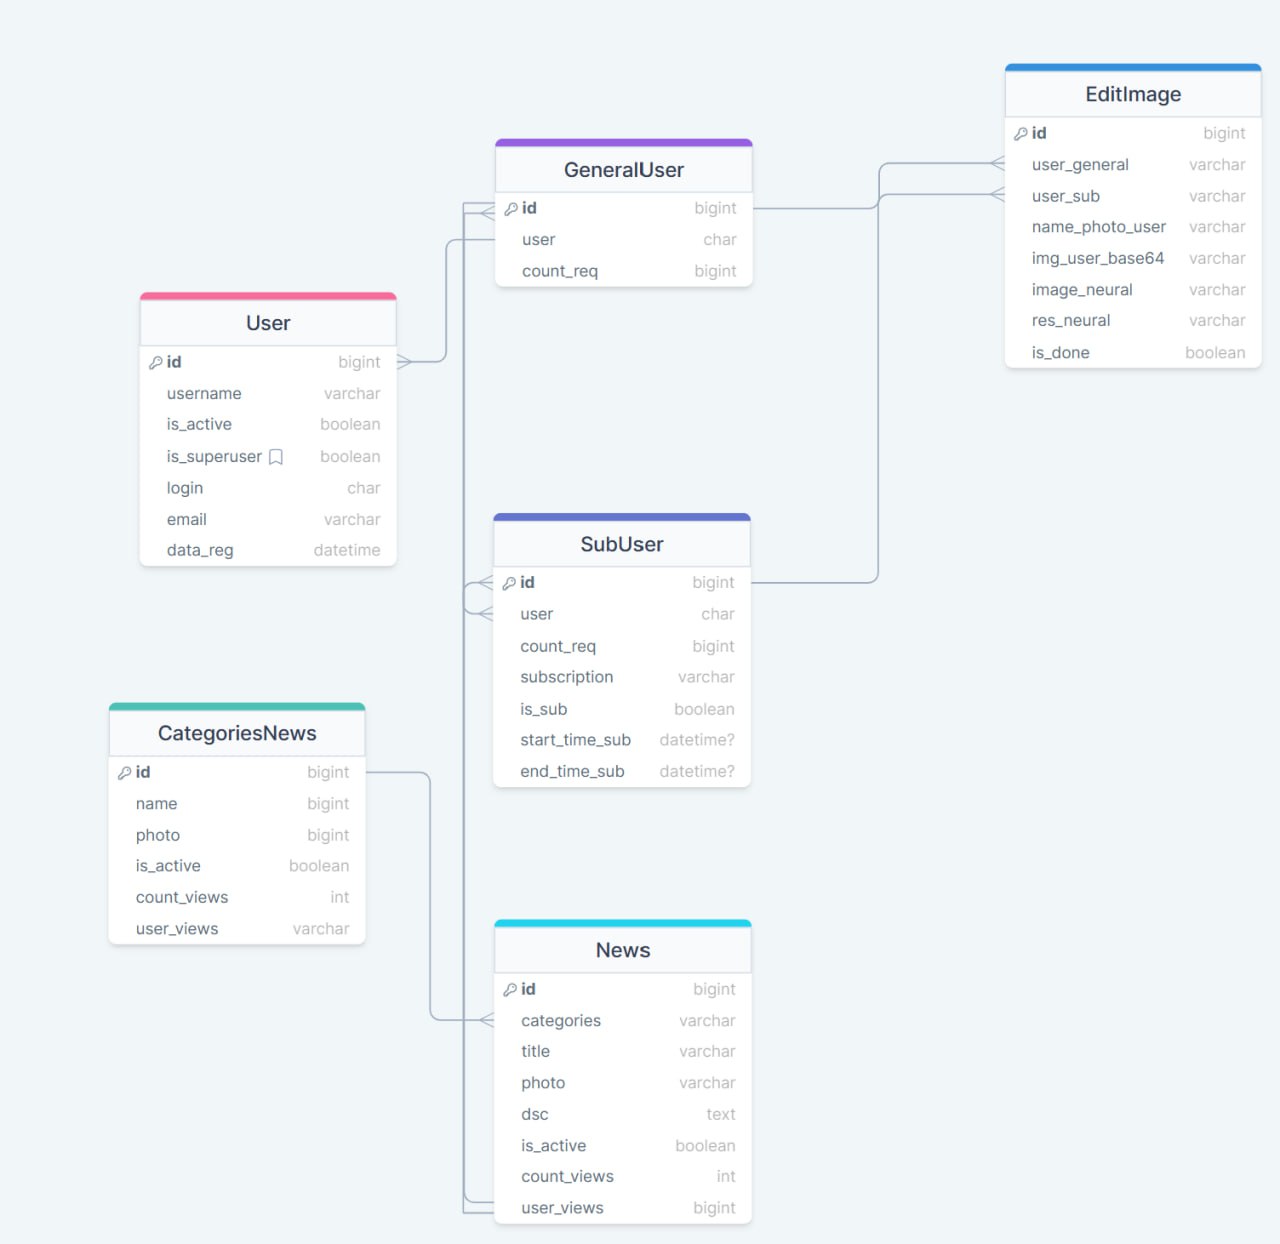 EditImage
id bigint
user_general varchar
user_sub varchar
name_photo_user varchar
img_user_base64 varchar
image_neural varchar
res_neural varchar
is_done boolean
GeneralUser
id bigint
user char
count_req bigint
User
id bigint
username varchar
is_active boolean
is_superuser boolean
login char
email varchar
data_reg datetime
SubUser
id bigint
user char
count_req bigint
subscription varchar
is_sub boolean
start_time_sub datetime?
end_time_sub datetime?
CategoriesNews
id bigint
name bigint
photo bigint
is_active boolean
count_views int
user_views varchar
News
id bigint
categories varchar
title varchar
photo varchar
dsc text
is_active boolean
count_views int
user_views bigint